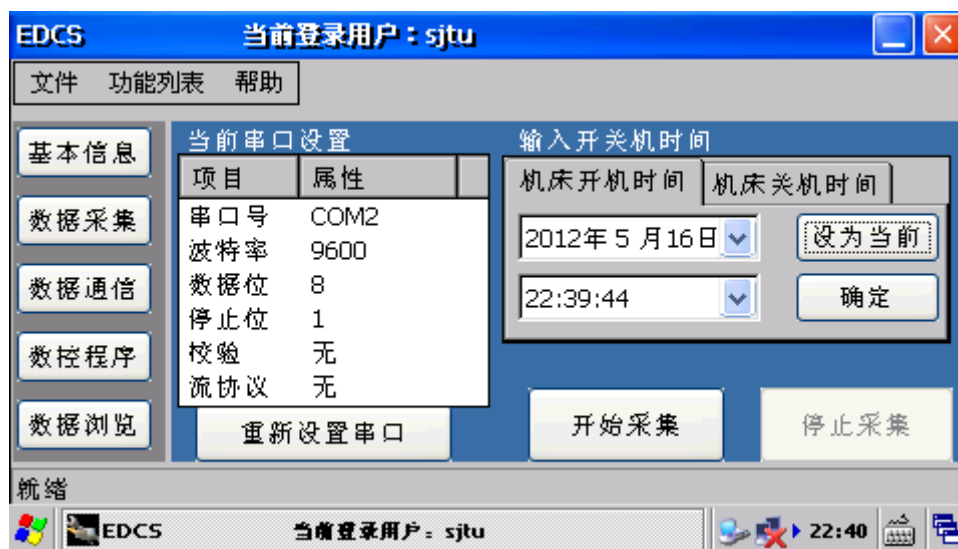 EDCS 当前登录用户：sjtu
文件 功能列表 帮助
基本信息
数据采集
数据通信
数控程序
数据浏览
当前串口设置
项目 属性
串口号 COM2
波特率 9600
数据位 8
停止位 1
校验 无
流协议 无
重新设置串口
输入开关机时间
机床开机时间 机床关机时间
2012年 5 月16日 设为当前
22:39:44 确定
开始采集 停止采集
就绪
EDCS 当前登录用户：sjtu 22:40